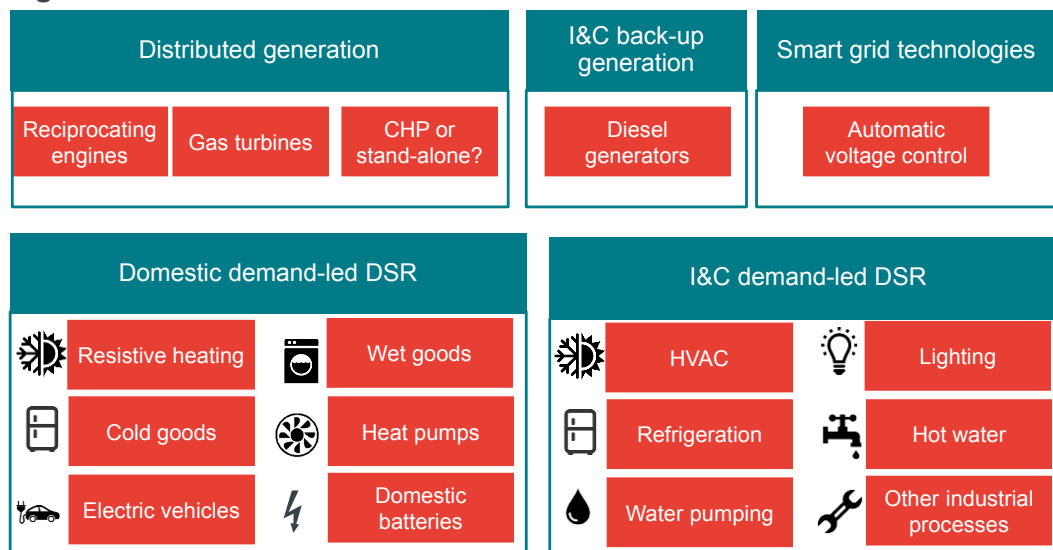 Distributed generation
I&C back-up
generation
Smart grid technologies
Reciprocating
engines
Gas turbines
CHP or
stand-alone?
Diesel
generators
Automatic
voltage control
Domestic demand-led DSR
I&C demand-led DSR
Resistive heating
Wet goods
HVAC
Lighting
Cold goods
Heat pumps
Refrigeration
Hot water
Electric vehicles
Domestic
batteries
Water pumping
Other industrial
processes